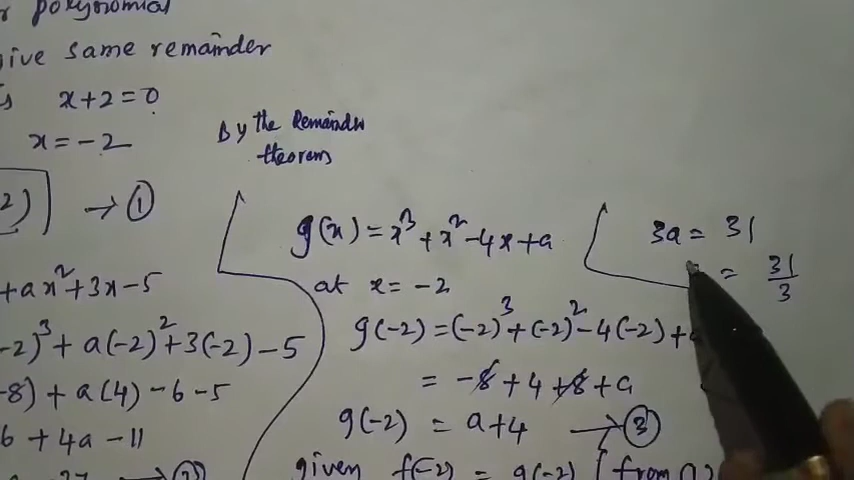 polynomial
give same remainder
x+2=0
x=-2
By the Remainder
theorem
2) → ①
+ax²+3x-5
-2)³+a(-2)²+3(-2)-5
-8)+a(4)-6-5
6+4a-11
g(x)=x³+x²-4x+a
at x=-2
g(-2)=(-2)³+(-2)²-4(-2)+
=-8+4+8+a
g(-2)=a+4 → ③
given f(-2)=g(-2) [from
3a=31
=31/3